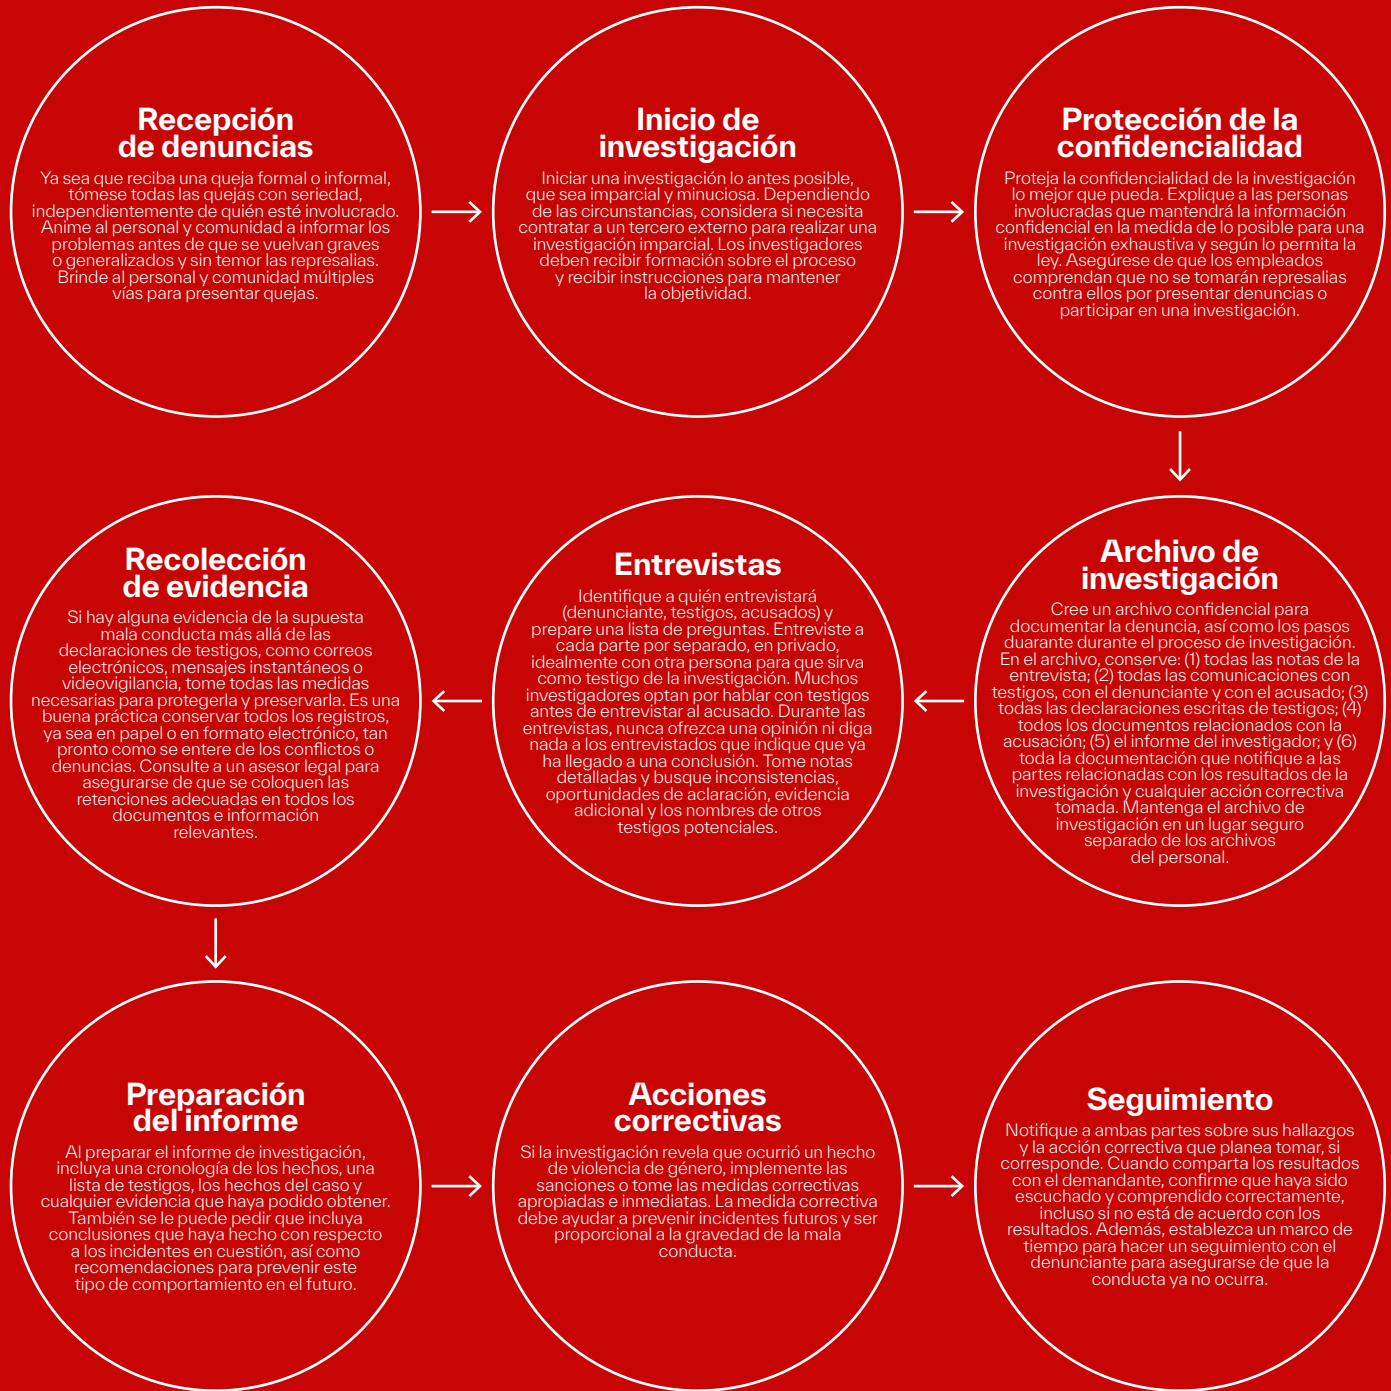 Recepción
de denuncias
Ya sea que reciba una queja formal o informal,
tómese todas las quejas con seriedad,
independientemente de quién esté involucrado.
Anime al personal y comunidad a informar los
problemas antes de que se vuelvan graves
o generalizados y sin temor las represalias.
Brinde al personal y comunidad múltiples
vías para presentar quejas.
Inicio de
investigación
Iniciar una investigación lo antes posible,
que sea imparcial y minuciosa. Dependiendo
de las circunstancias, considera si necesita
contratar a un tercero externo para realizar una
investigación imparcial. Los investigadores
deben recibir formación sobre el proceso
y recibir instrucciones para mantener
la objetividad.
Protección de la
confidencialidad
Proteja la confidencialidad de la investigación
lo mejor que pueda. Explique a las personas
involucradas que mantendrá la información
confidencial en la medida de lo posible para una
investigación exhaustiva y según lo permita la
ley. Asegúrese de que los empleados
comprendan que no se tomarán represalias
contra ellos por presentar denuncias o
participar en una investigación.
Archivo de
investigación
Cree un archivo confidencial para
documentar la denuncia, así como los pasos
duarante durante el proceso de investigación.
En el archivo, conserve: (1) todas las notas de la
entrevista; (2) todas las comunicaciones con
testigos, con el denunciante y con el acusado; (3)
todas las declaraciones escritas de testigos; (4)
todos los documentos relacionados con la
acusación; (5) el informe del investigador; y (6)
toda la documentación que notifique a las
partes relacionadas con los resultados de la
investigación y cualquier acción correctiva
tomada. Mantenga el archivo de
investigación en un lugar seguro
separado de los archivos
del personal.
Entrevistas
Identifique a quién entrevistará
(denunciante, testigos, acusados) y
prepare una lista de preguntas. Entreviste a
cada parte por separado, en privado,
idealmente con otra persona para que sirva
como testigo de la investigación. Muchos
investigadores optan por hablar con testigos
antes de entrevistar al acusado. Durante las
entrevistas, nunca ofrezca una opinión ni diga
nada a los entrevistados que indique que ya
ha llegado a una conclusión. Tome notas
detalladas y busque inconsistencias,
oportunidades de aclaración, evidencia
adicional y los nombres de otros
testigos potenciales.
Recolección
de evidencia
Si hay alguna evidencia de la supuesta
mala conducta más allá de las
declaraciones de testigos, como correos
electrónicos, mensajes instantáneos o
videovigilancia, tome todas las medidas
necesarias para protegerla y preservarla. Es una
buena práctica conservar todos los registros,
ya sea en papel o en formato electrónico, tan
pronto como se entere de los conflictos o
denuncias. Consulte a un asesor legal para
asegurarse de que se coloquen las
retenciones adecuadas en todos los
documentos e información
relevantes.
Preparación
del informe
Al preparar el informe de investigación,
incluya una cronología de los hechos, una
lista de testigos, los hechos del caso y
cualquier evidencia que haya podido obtener.
También se le puede pedir que incluya
conclusiones que haya hecho con respecto
a los incidentes en cuestión, así como
recomendaciones para prevenir este
tipo de comportamiento en el futuro.
Acciones
correctivas
Si la investigación revela que ocurrió un hecho
de violencia de género, implemente las
sanciones o tome las medidas correctivas
apropiadas e inmediatas. La medida correctiva
debe ayudar a prevenir incidentes futuros y ser
proporcional a la gravedad de la mala
conducta.
Seguimiento
Notifique a ambas partes sobre sus hallazgos
y la acción correctiva que planea tomar, si
corresponde. Cuando comparta los resultados
con el demandante, confirme que haya sido
escuchado y comprendido correctamente,
incluso si no está de acuerdo con los
resultados. Además, establezca un marco de
tiempo para hacer un seguimiento con el
denunciante para asegurarse de que la
conducta ya no ocurra.